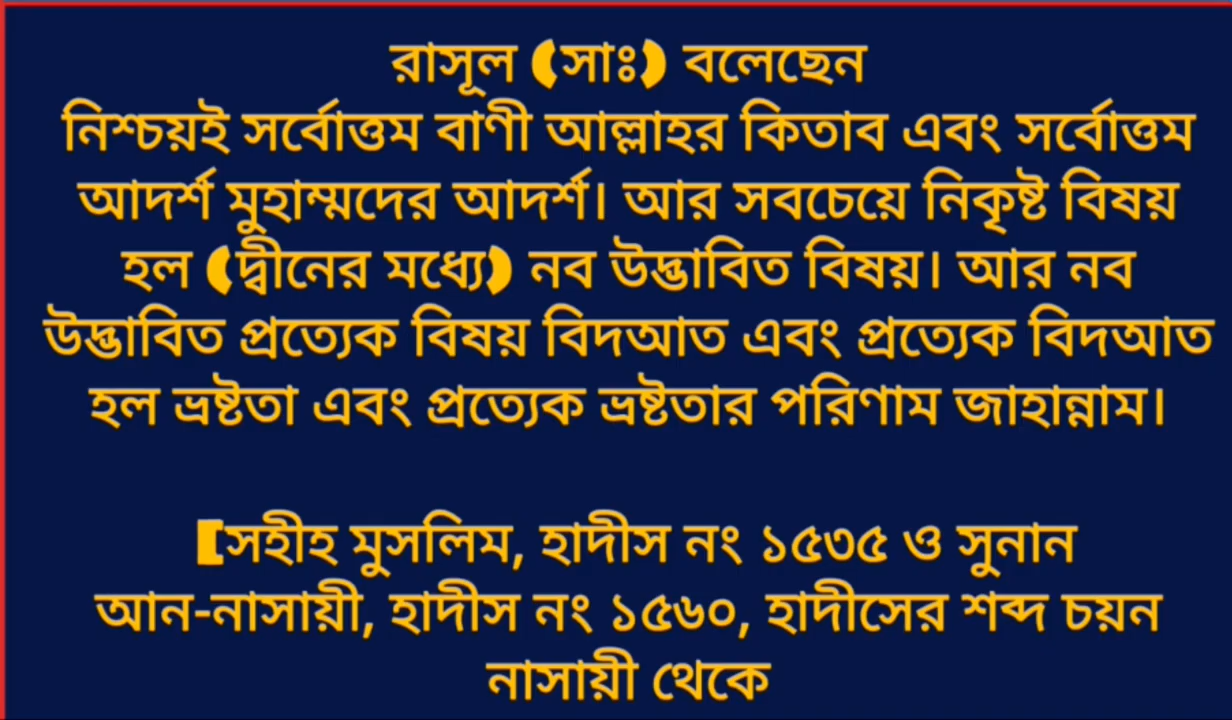 রাসূল (সাঃ) বলেছেন
নিশ্চয়ই সর্বোত্তম বাণী আল্লাহর কিতাব এবং সর্বোত্তম
আদর্শ মুহাম্মদের আদর্শ। আর সবচেয়ে নিকৃষ্ট বিষয়
হল (দ্বীনের মধ্যে) নব উদ্ভাবিত বিষয়। আর নব
উদ্ভাবিত প্রত্যেক বিষয় বিদআত এবং প্রত্যেক বিদআত
হল ভ্রষ্টতা এবং প্রত্যেক ভ্রষ্টতার পরিণাম জাহান্নাম।
[সহীহ মুসলিম, হাদীস নং ১৫৩৫ ও সুনান
আন-নাসায়ী, হাদীস নং ১৫৬০, হাদীসের শব্দ চয়ন
নাসায়ী থেকে